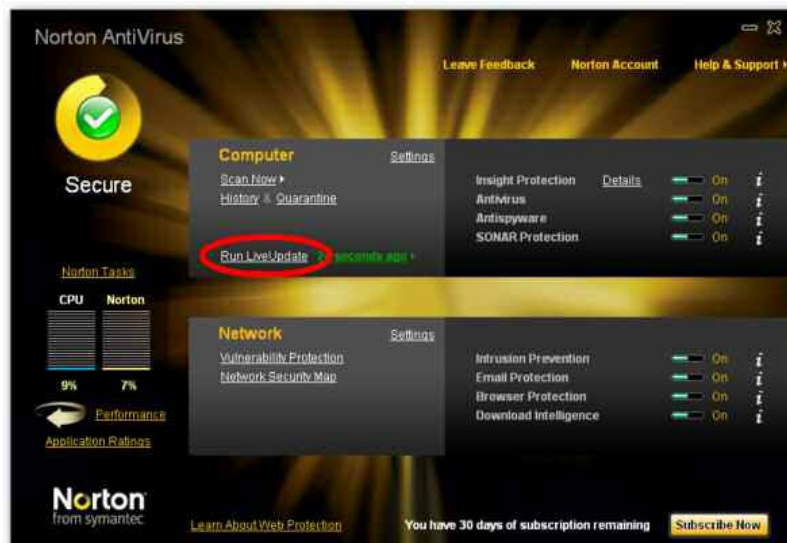 Norton AntiVirus
Leave Feedback Norton Account Help & Support
Secure
Computer Settings
Scan Now
History & Quarantine
Run LiveUpdate seconds ago
Insight Protection Details On
Antivirus On
Antispyware On
SONAR Protection On
Norton Tasks
CPU Norton
9% 7%
Performance
Application Ratings
Network Settings
Vulnerability Protection
Network Security Map
Intrusion Prevention On
Email Protection On
Browser Protection On
Download Intelligence On
Norton
from symantec
Learn About Web Protection
You have 30 days of subscription remaining
Subscribe Now